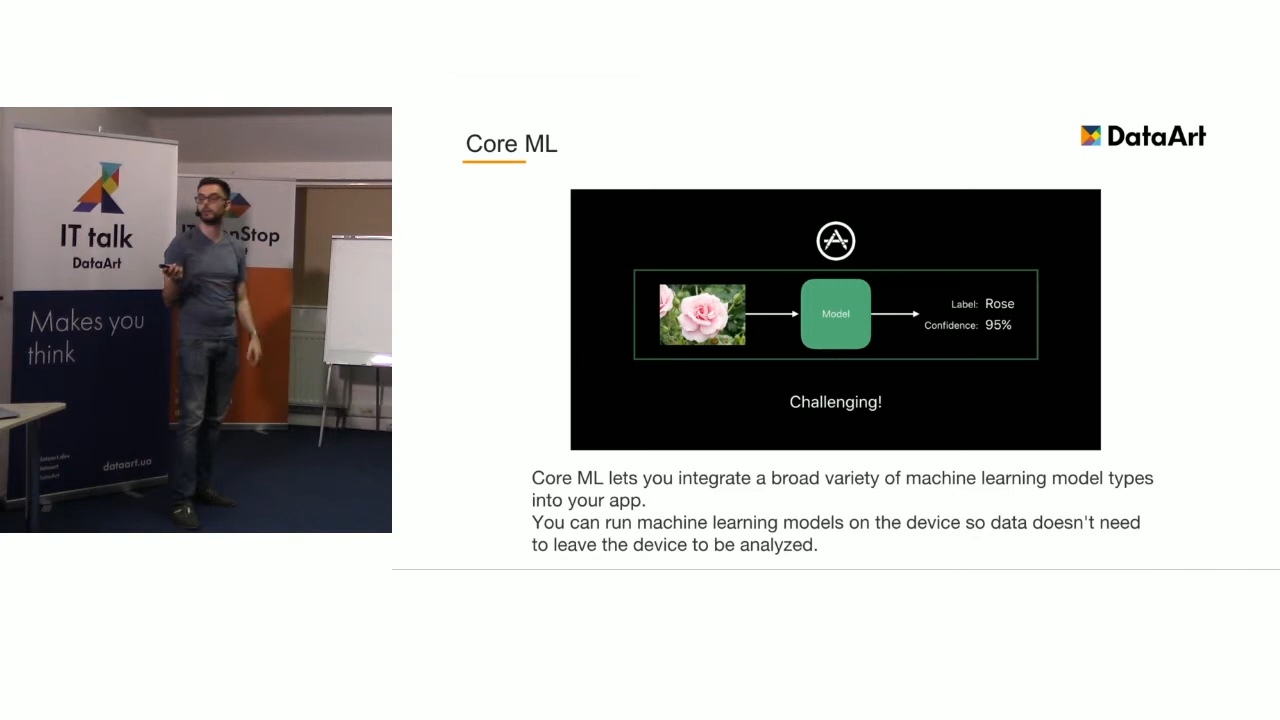 IT talk
DataArt
Makes you
think
dataart.ua
Core ML
DataArt
Model
Label: Rose
Confidence: 95%
Challenging!
Core ML lets you integrate a broad variety of machine learning model types
into your app.
You can run machine learning models on the device so data doesn't need
to leave the device to be analyzed.